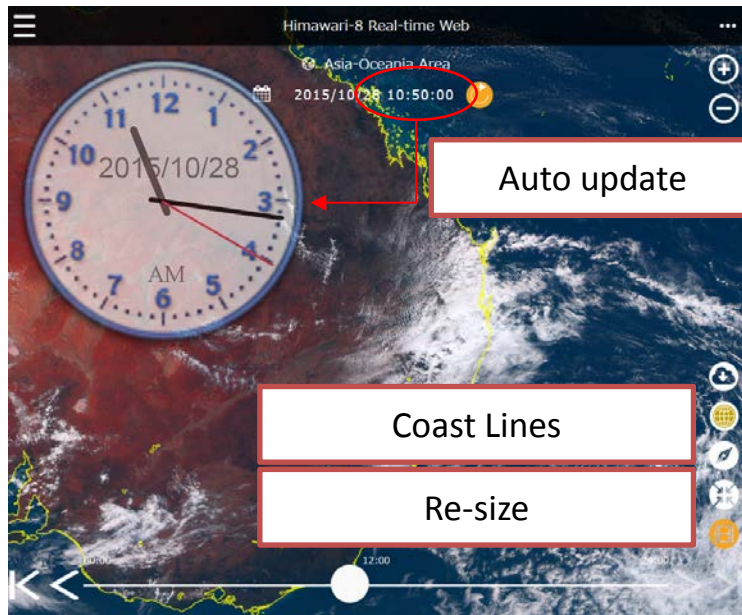 Himawari-8 Real-time Web
Asia-Oceania Area
2015/10/28 10:50:00
Auto update
12
11
1
10
2
2015/10/28
9
3
8
4
AM
7
5
6
Coast Lines
Re-size
00:00
12:00